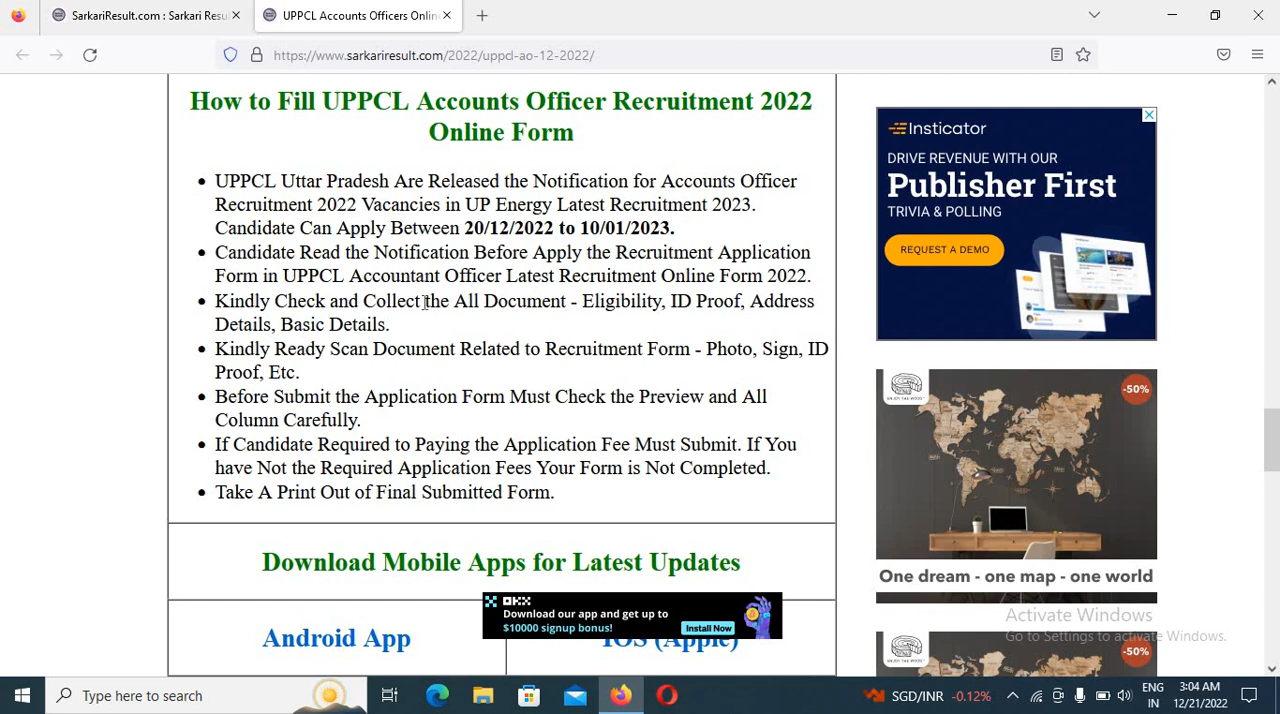 SarkariResult.com : Sarkari Resu
UPPCL Accounts Officers Onlin
https://www.sarkariresult.com/2022/uppcl-ao-12-2022/
How to Fill UPPCL Accounts Officer Recruitment 2022
Online Form
UPPCL Uttar Pradesh Are Released the Notification for Accounts Officer
Recruitment 2022 Vacancies in UP Energy Latest Recruitment 2023.
Candidate Can Apply Between 20/12/2022 to 10/01/2023.
Candidate Read the Notification Before Apply the Recruitment Application
Form in UPPCL Accountant Officer Latest Recruitment Online Form 2022.
Kindly Check and Collect the All Document - Eligibility, ID Proof, Address
Details, Basic Details.
Kindly Ready Scan Document Related to Recruitment Form - Photo, Sign, ID
Proof, Etc.
Before Submit the Application Form Must Check the Preview and All
Column Carefully.
If Candidate Required to Paying the Application Fee Must Submit. If You
have Not the Required Application Fees Your Form is Not Completed.
Take A Print Out of Final Submitted Form.
Download Mobile Apps for Latest Updates
Android App
IOS (Apple)
OKX
Download our app and get up to
$10000 signup bonus!
Install Now
Insticator
DRIVE REVENUE WITH OUR
Publisher First
TRIVIA & POLLING
REQUEST A DEMO
ENJOY THE WOOD
-50%
One dream - one map - one world
Activate Windows
Go to Settings to activate Windows.
ENJOY THE WOOD
-50%
Type here to search
SGD/INR -0.12%
ENG
IN
3:04 AM
12/21/2022